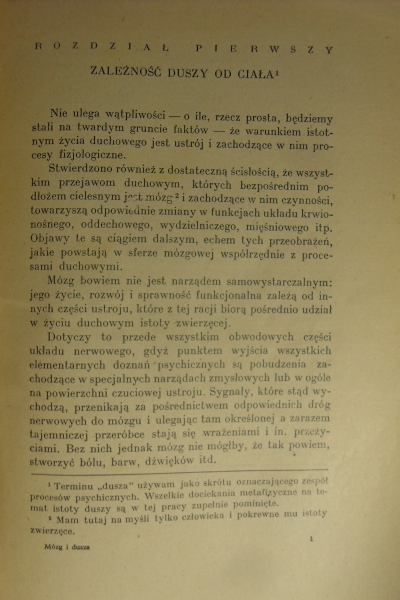 ROZDZIAŁ PIERWSZY
ZALEŻNOŚĆ DUSZY OD CIAŁA¹
Nie ulega wątpliwości — o ile, rzecz prosta, będziemy
stali na twardym gruncie faktów — że warunkiem istot-
nym życia duchowego jest ustrój i zachodzące w nim pro-
cesy fizjologiczne.
Stwierdzono również z dostateczną ścisłością, że wszyst-
kim przejawom duchowym, których bezpośrednim po-
dłożem cielesnym jest mózg² i zachodzące w nim czynności,
towarzyszą odpowiednie zmiany w funkcjach układu krwio-
nośnego, oddechowego, wydzielniczego, mięśniowego itp.
Objawy te są ciągiem dalszym, echem tych przeobrażeń,
jakie powstają w sferze mózgowej współrzędnie z proce-
sami duchowymi.
Mózg bowiem nie jest narządem samowystarczalnym:
jego życie, rozwój i sprawność funkcjonalna zależą od in-
nych części ustroju, które z tej racji biorą pośrednio udział
w życiu duchowym istoty zwierzęcej.
Dotyczy to przede wszystkim obwodowych części
układu nerwowego, gdyż punktem wyjścia wszystkich
elementarnych doznań psychicznych są pobudzenia za-
chodzące w specjalnych narządach zmysłowych lub w ogóle
na powierzchni czuciowej ustroju. Sygnały, które stąd wy-
chodzą, przenikają za pośrednictwem odpowiednich dróg
nerwowych do mózgu i ulegając tam określonej a zarazem
tajemniczej przeróbce stają się wrażeniami i in. przeży-
ciami. Bez nich jednak mózg nie mógłby, że tak powiem,
stworzyć bólu, barw, dźwięków itd.
¹ Terminu „dusza" używam jako skrótu oznaczającego zespół
procesów psychicznych. Wszelkie dociekania metafizyczne na te-
mat istoty duszy są w tej pracy zupełnie pominięte.
² Mam tutaj na myśli tylko człowieka i pokrewne mu istoty
zwierzęce.
Mózg i dusza
1